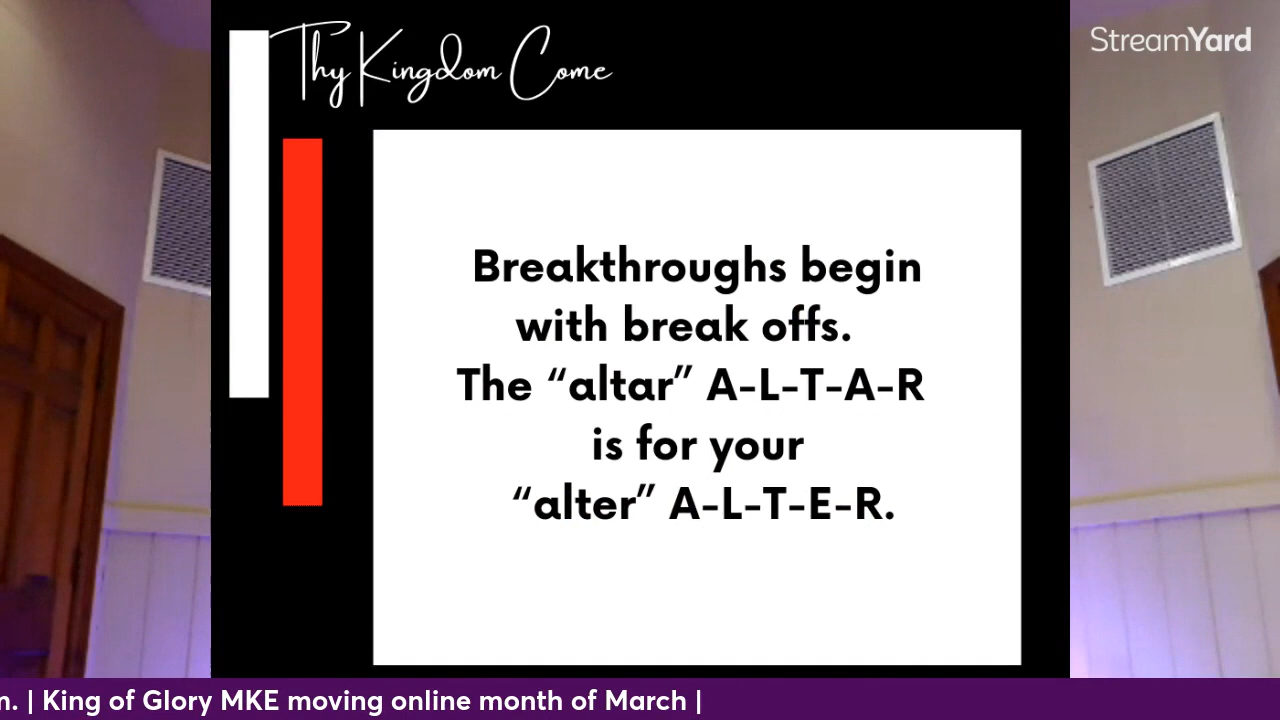 Thy Kingdom Come
StreamYard
Breakthroughs begin
with break offs.
The “altar” A-L-T-A-R
is for your
“alter” A-L-T-E-R.
m. | King of Glory MKE moving online month of March |